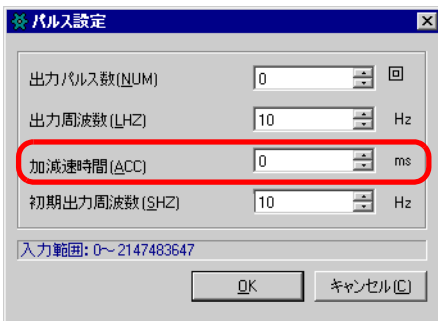 パルス設定
出力パルス数(NUM) 0 回
出力周波数(LHZ) 10 Hz
加減速時間(ACC) 0 ms
初期出力周波数(SHZ) 10 Hz
入力範囲: 0～2147483647
OK キャンセル(C)